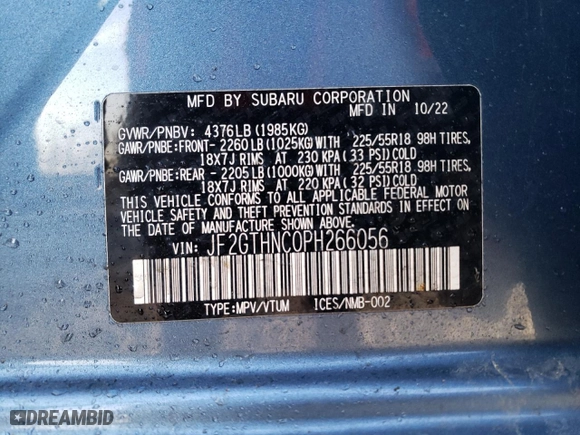 MFD BY SUBARU CORPORATION
MFD IN 10/22
GVWR/PNBV: 4376LB(1985KG)
GAWR/PNBE:FRONT- 2260LB(1025KG)WITH 225/55R18 98H TIRES,
18X7J RIMS AT 230 KPA(33 PSI)COLD
GAWR/PNBE:REAR - 2205LB(1000KG)WITH 225/55R18 98H TIRES,
18X7J RIMS AT 220 KPA(32 PSI)COLD
THIS VEHICLE CONFORMS TO ALL APPLICABLE FEDERAL MOTOR
VEHICLE SAFETY AND THEFT PREVENTION STANDARDS IN EFFECT ON
THE DATE OF MANUFACTURE SHOWN ABOVE.
VIN: JF2GTHNC0PH266056
TYPE:MPV/VTUM ICES/NMB-002
DREAMBID